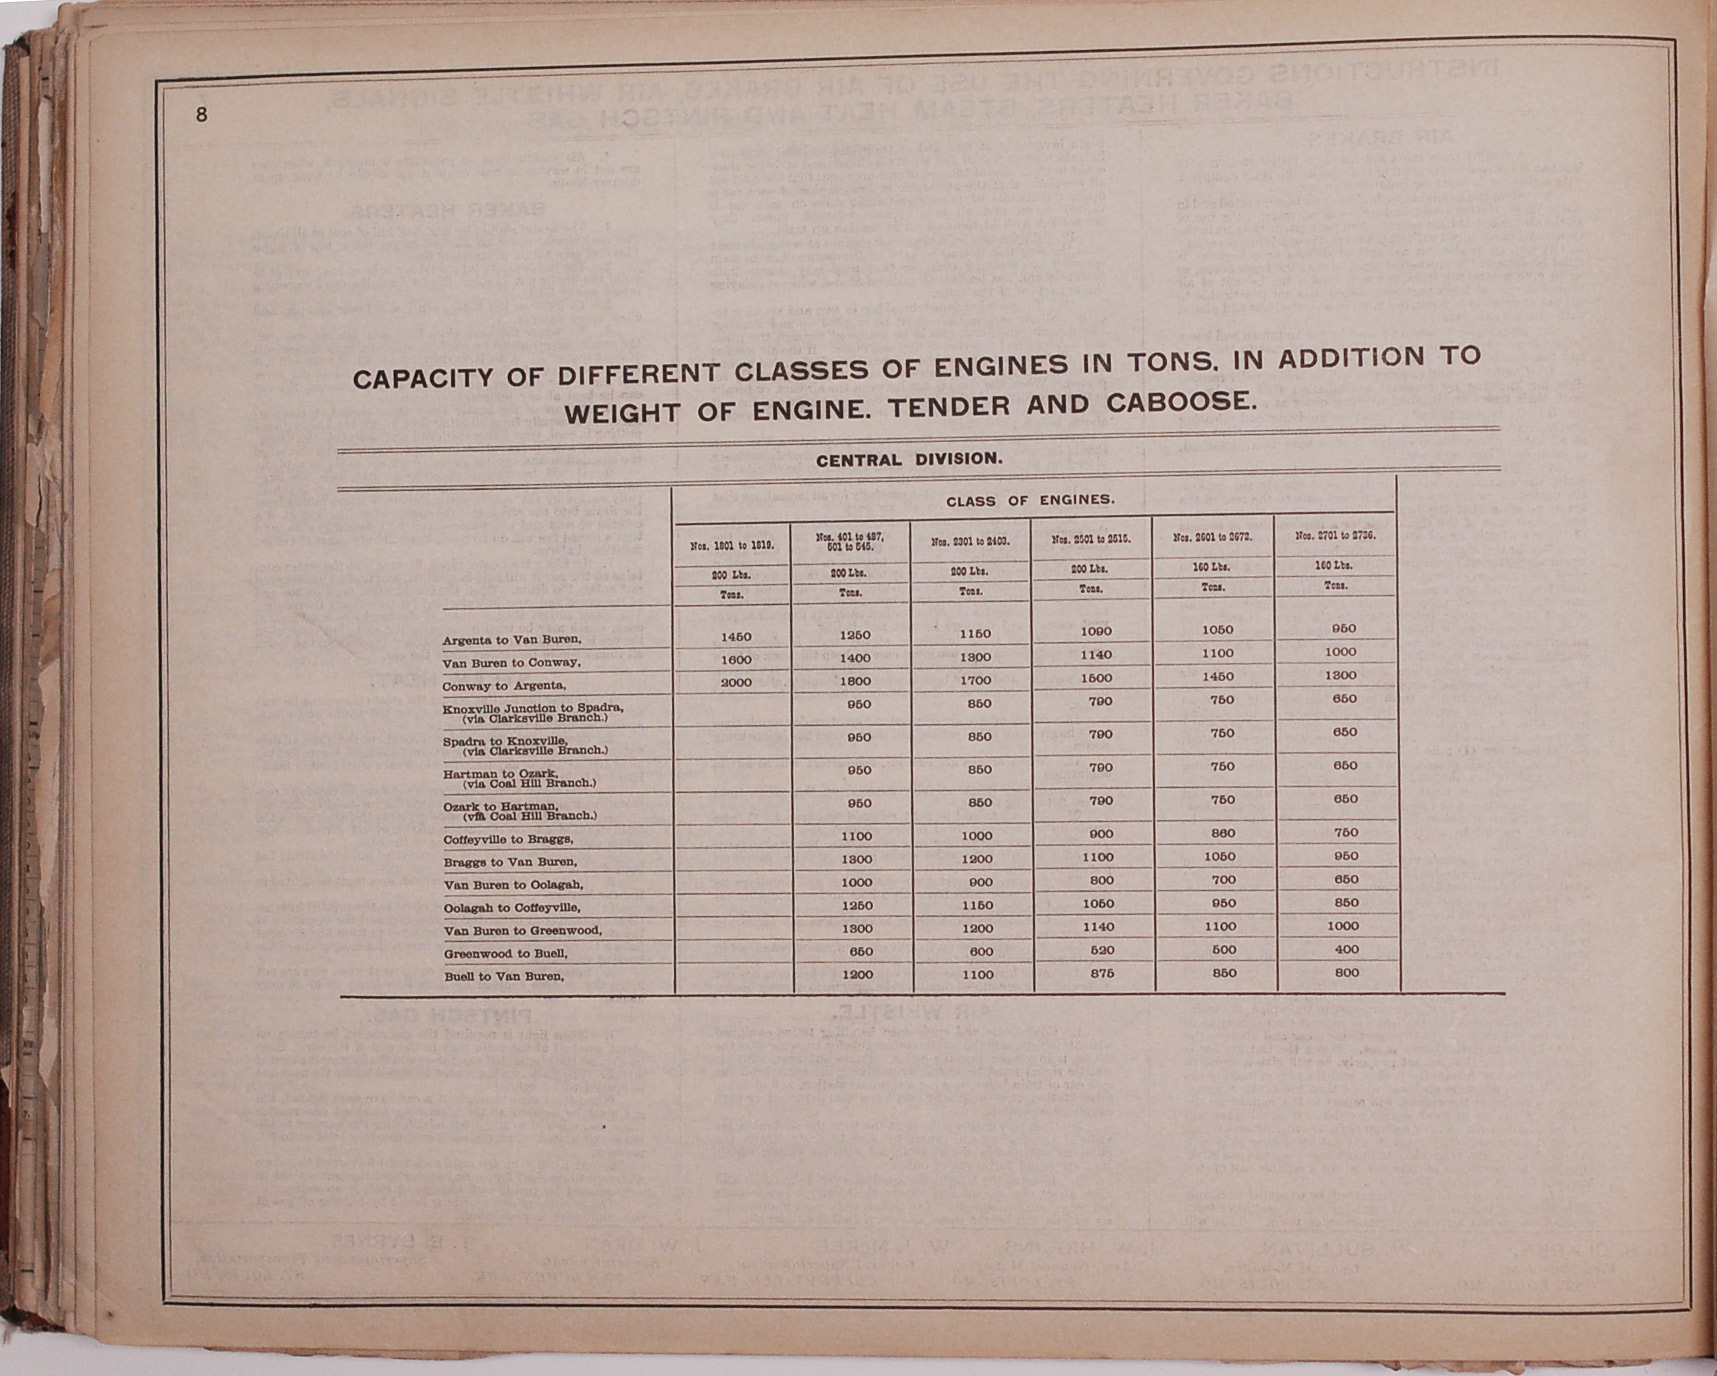 8
CAPACITY OF DIFFERENT CLASSES OF ENGINES IN TONS, IN ADDITION TO
WEIGHT OF ENGINE, TENDER AND CABOOSE.
CENTRAL DIVISION.
CLASS OF ENGINES.
Nos. 1801 to 1819. Nos. 401 to 487, 501 to 545. Nos. 2301 to 2403. Nos. 2501 to 2515. Nos. 2601 to 2672. Nos. 2701 to 2736.
200 Lbs. 200 Lbs. 200 Lbs. 200 Lbs. 160 Lbs. 160 Lbs.
Tons. Tons. Tons. Tons. Tons. Tons.
Argenta to Van Buren, 1450 1250 1150 1090 1050 950
Van Buren to Conway, 1600 1400 1300 1140 1100 1000
Conway to Argenta, 2000 1800 1700 1500 1450 1300
Knoxville Junction to Spadra, 950 850 790 750 650
(via Clarksville Branch.)
Spadra to Knoxville, 950 850 790 750 650
(via Clarksville Branch.)
Hartman to Ozark, 950 850 790 750 650
(via Coal Hill Branch.)
Ozark to Hartman, 950 850 790 750 650
(via Coal Hill Branch.)
Coffeyville to Braggs, 1100 1000 900 860 750
Braggs to Van Buren, 1300 1200 1100 1050 950
Van Buren to Oolagah, 1000 900 800 700 650
Oolagah to Coffeyville, 1250 1150 1050 950 850
Van Buren to Greenwood, 1300 1200 1140 1100 1000
Greenwood to Buell, 650 600 520 500 400
Buell to Van Buren, 1200 1100 875 850 800